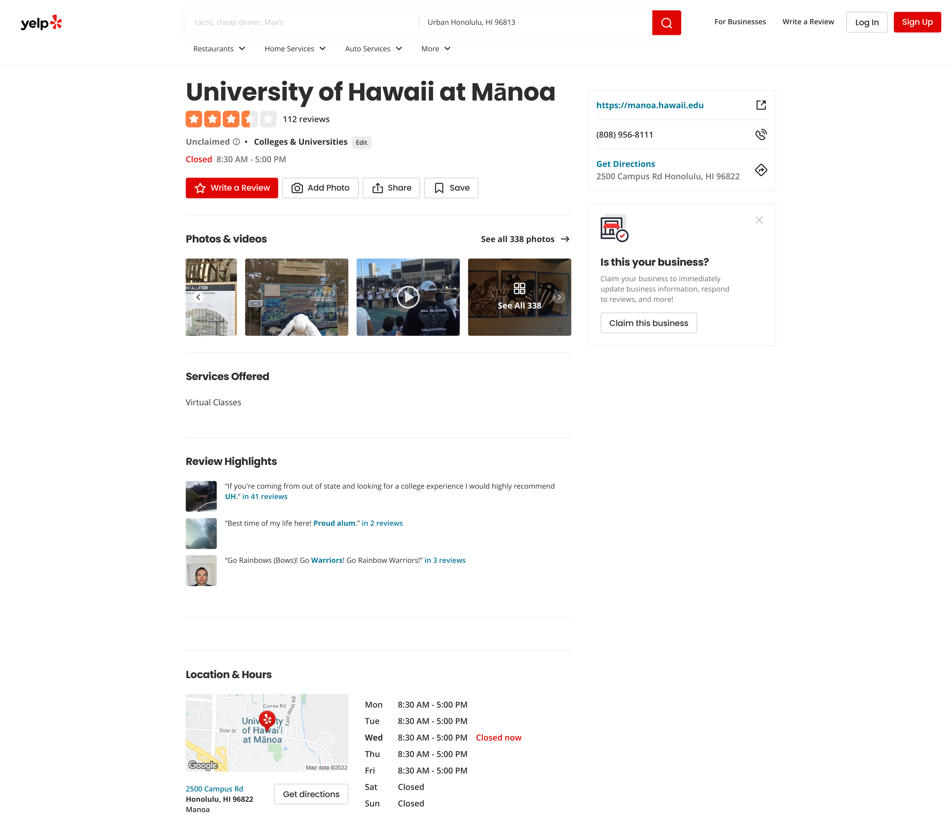 yelp
tacos, cheap dinner, Max's
Urban Honolulu, HI 96813
For Businesses
Write a Review
Log In
Sign Up
Restaurants
Home Services
Auto Services
More
University of Hawaii at Mānoa
112 reviews
Unclaimed • Colleges & Universities Edit
Closed 8:30 AM - 5:00 PM
Write a Review
Add Photo
Share
Save
https://manoa.hawaii.edu
(808) 956-8111
Get Directions
2500 Campus Rd Honolulu, HI 96822
Is this your business?
Claim your business to immediately
update business information, respond
to reviews, and more!
Claim this business
Photos & videos
See all 338 photos
ALL BLACKS
See All 338
Services Offered
Virtual Classes
Review Highlights
“If you're coming from out of state and looking for a college experience I would highly recommend
UH.” in 41 reviews
“Best time of my life here! Proud alum.” in 2 reviews
“Go Rainbows (Bows)! Go Warriors! Go Rainbow Warriors!” in 3 reviews
Location & Hours
Correa Rd
East-West Rd
University
of Hawai'i
at Mānoa
Google
Map data ©2022
2500 Campus Rd
Honolulu, HI 96822
Manoa
Get directions
Mon 8:30 AM - 5:00 PM
Tue 8:30 AM - 5:00 PM
Wed 8:30 AM - 5:00 PM Closed now
Thu 8:30 AM - 5:00 PM
Fri 8:30 AM - 5:00 PM
Sat Closed
Sun Closed